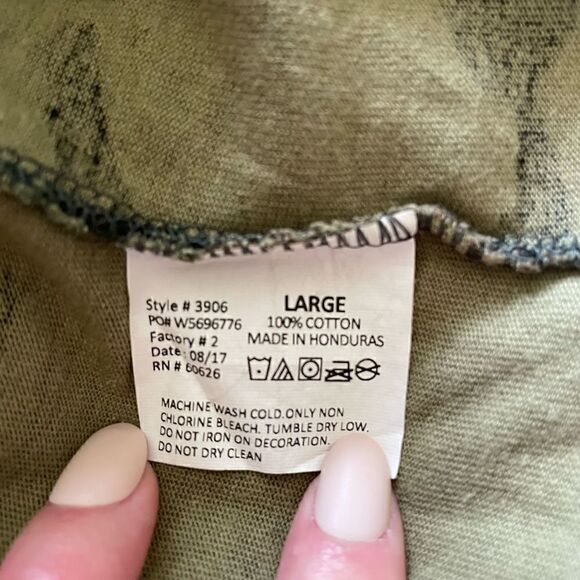 Style # 3906
PO# W5696776
Factory # 2
Date: 08/17
RN # 60626
LARGE
100% COTTON
MADE IN HONDURAS
MACHINE WASH COLD.ONLY NON
CHLORINE BLEACH. TUMBLE DRY LOW.
DO NOT IRON ON DECORATION.
DO NOT DRY CLEAN